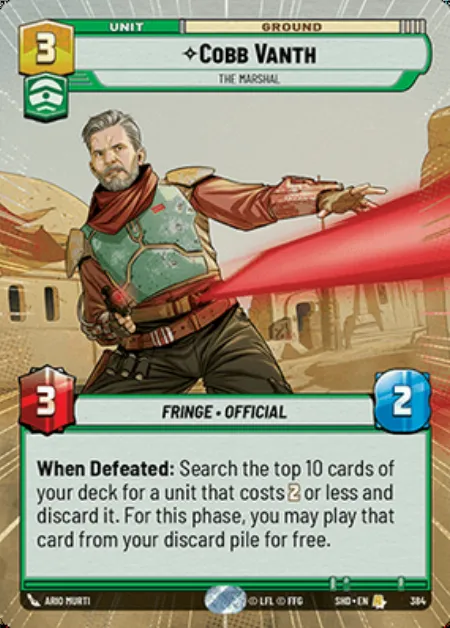 UNIT GROUND
3
✧COBB VANTH
THE MARSHAL
3
FRINGE • OFFICIAL
2
When Defeated: Search the top 10 cards of
your deck for a unit that costs 2 or less and
discard it. For this phase, you may play that
card from your discard pile for free.
ARIO MURTI © LFL © FFG SHD • EN 384